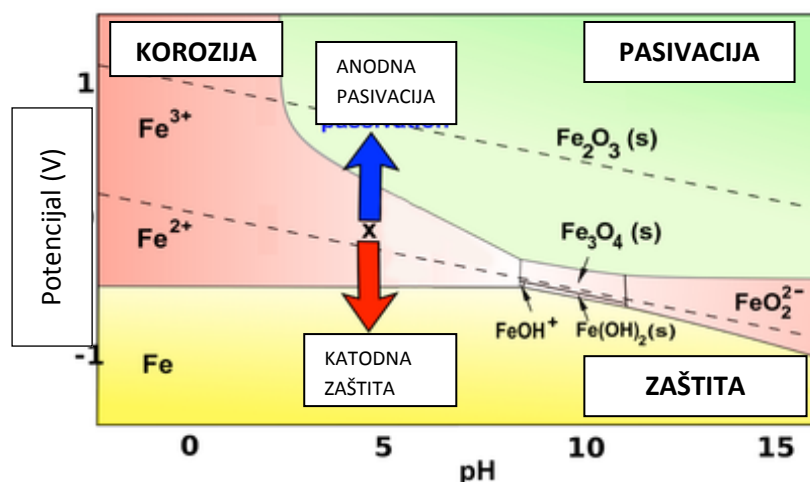 KOROZIJA
ANODNA
PASIVACIJA
PASIVACIJA
1
Fe³⁺
Fe₂O₃ (s)
Potencijal (V)
Fe²⁺
x
Fe₃O₄ (s)
FeO₂²⁻
FeOH⁺
Fe(OH)₂(s)
-1
Fe
KATODNA
ZAŠTITA
ZAŠTITA
0
5
10
15
pH